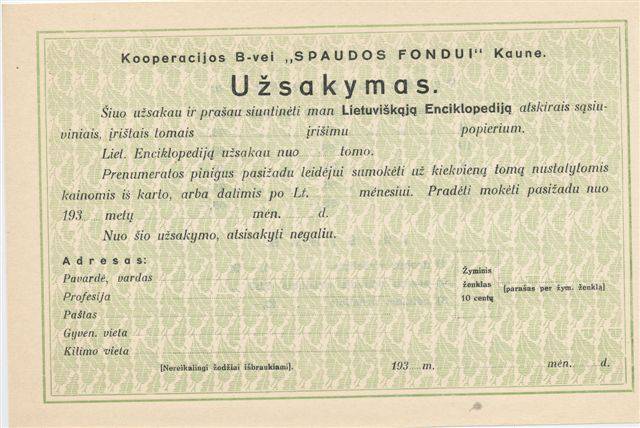 Kooperacijos B-vei „SPAUDOS FONDUI" Kaune.
Užsakymas.
Šiuo užsakau ir prašau siuntinėti man Lietuviškąją Enciklopediją atskirais sąsiu-
viniais, įrištais tomais įrišimu popierium.
Liet. Enciklopediją užsakau nuo tomo.
Prenumeratos pinigus pasižadu leidėjui sumokėti už kiekvieną tomą nustatytomis
kainomis iš karto, arba dalimis po Lt. mėnesiui. Pradėti mokėti pasižadu nuo
193.... metų mėn. d.
Nuo šio užsakymo, atsisakyti negaliu.
Adresas:
Pavardė, vardas
Profesija
Paštas
Gyven. vieta
Kilimo vieta
Žyminis
ženklas
10 centų
[parašas per žym. ženklą]
[Nereikalingi žodžiai išbraukiami].
193....m. mėn. d.